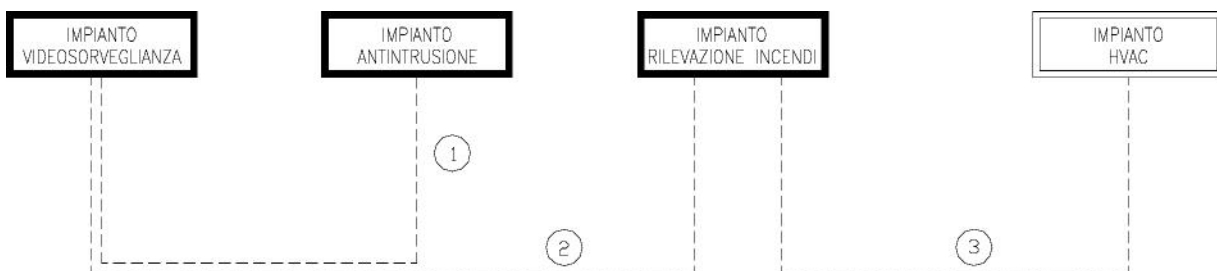 IMPIANTO
VIDEOSORVEGLIANZA
IMPIANTO
ANTINTRUSIONE
IMPIANTO
RILEVAZIONE INCENDI
IMPIANTO
HVAC
1
2
3